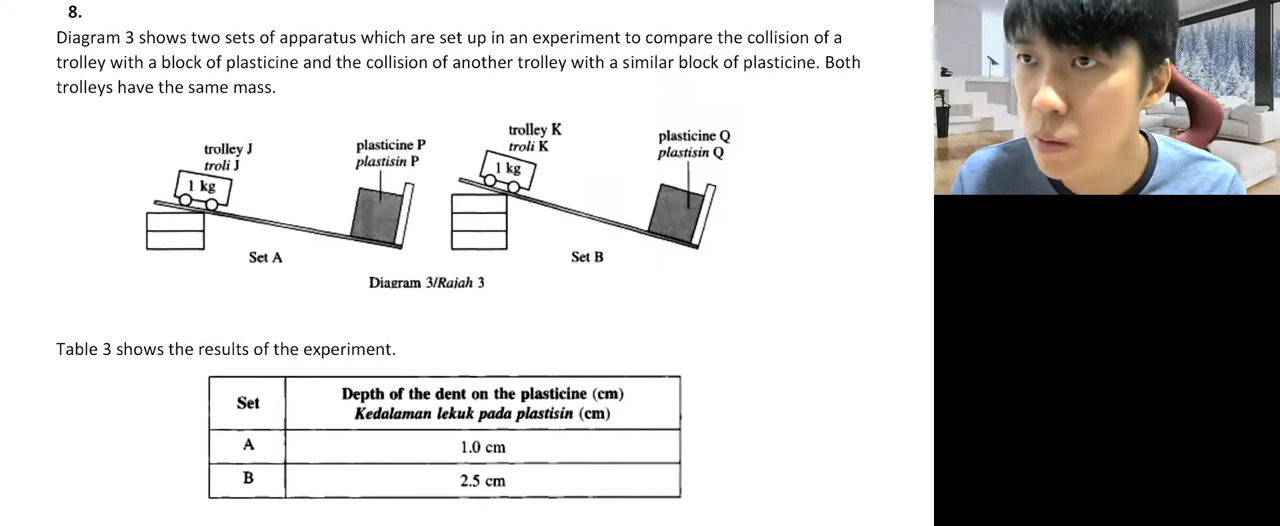 8.
Diagram 3 shows two sets of apparatus which are set up in an experiment to compare the collision of a
trolley with a block of plasticine and the collision of another trolley with a similar block of plasticine. Both
trolleys have the same mass.
trolley J
troli J
1 kg
plasticine P
plastisin P
Set A
trolley K
troli K
1 kg
plasticine Q
plastisin Q
Set B
Diagram 3/Rajah 3
Table 3 shows the results of the experiment.
Set
Depth of the dent on the plasticine (cm)
Kedalaman lekuk pada plastisin (cm)
A
1.0 cm
B
2.5 cm